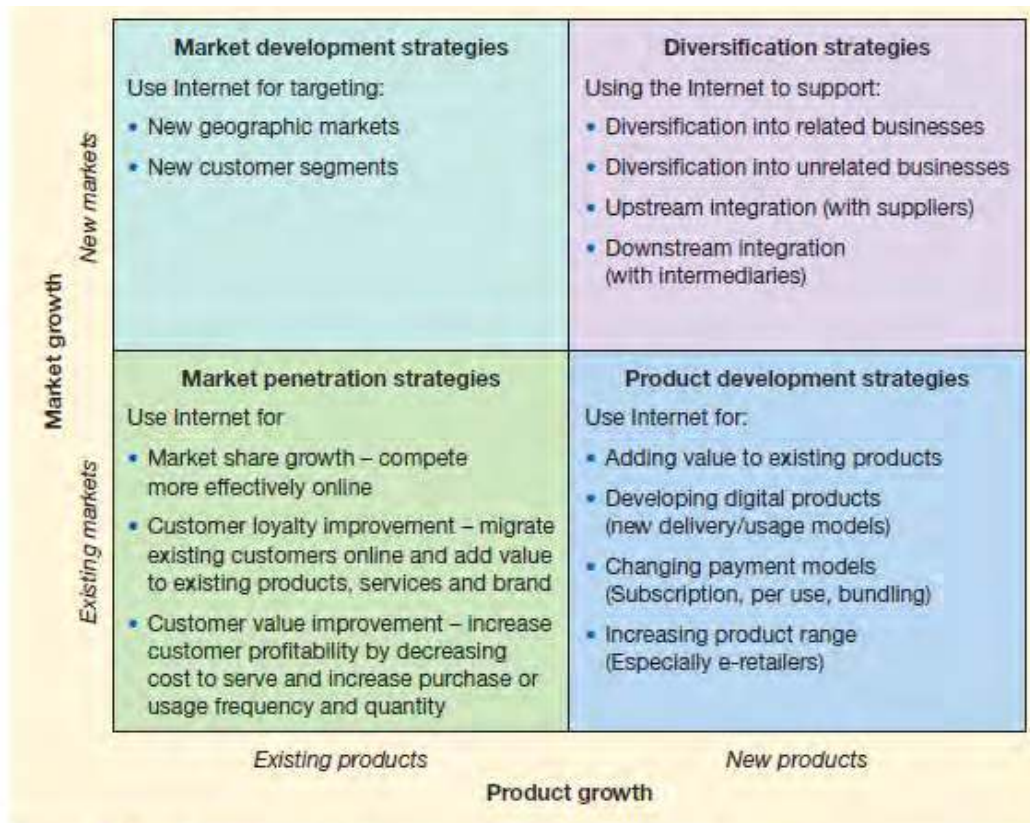 Market development strategies
Use Internet for targeting:
• New geographic markets
• New customer segments
Diversification strategies
Using the Internet to support:
• Diversification into related businesses
• Diversification into unrelated businesses
• Upstream integration (with suppliers)
• Downstream integration
(with intermediaries)
Market penetration strategies
Use Internet for
• Market share growth – compete
more effectively online
• Customer loyalty improvement – migrate
existing customers online and add value
to existing products, services and brand
• Customer value improvement – increase
customer profitability by decreasing
cost to serve and increase purchase or
usage frequency and quantity
Product development strategies
Use Internet for:
• Adding value to existing products
• Developing digital products
(new delivery/usage models)
• Changing payment models
(Subscription, per use, bundling)
• Increasing product range
(Especially e-retailers)
Market growth
New markets
Existing markets
Existing products
New products
Product growth